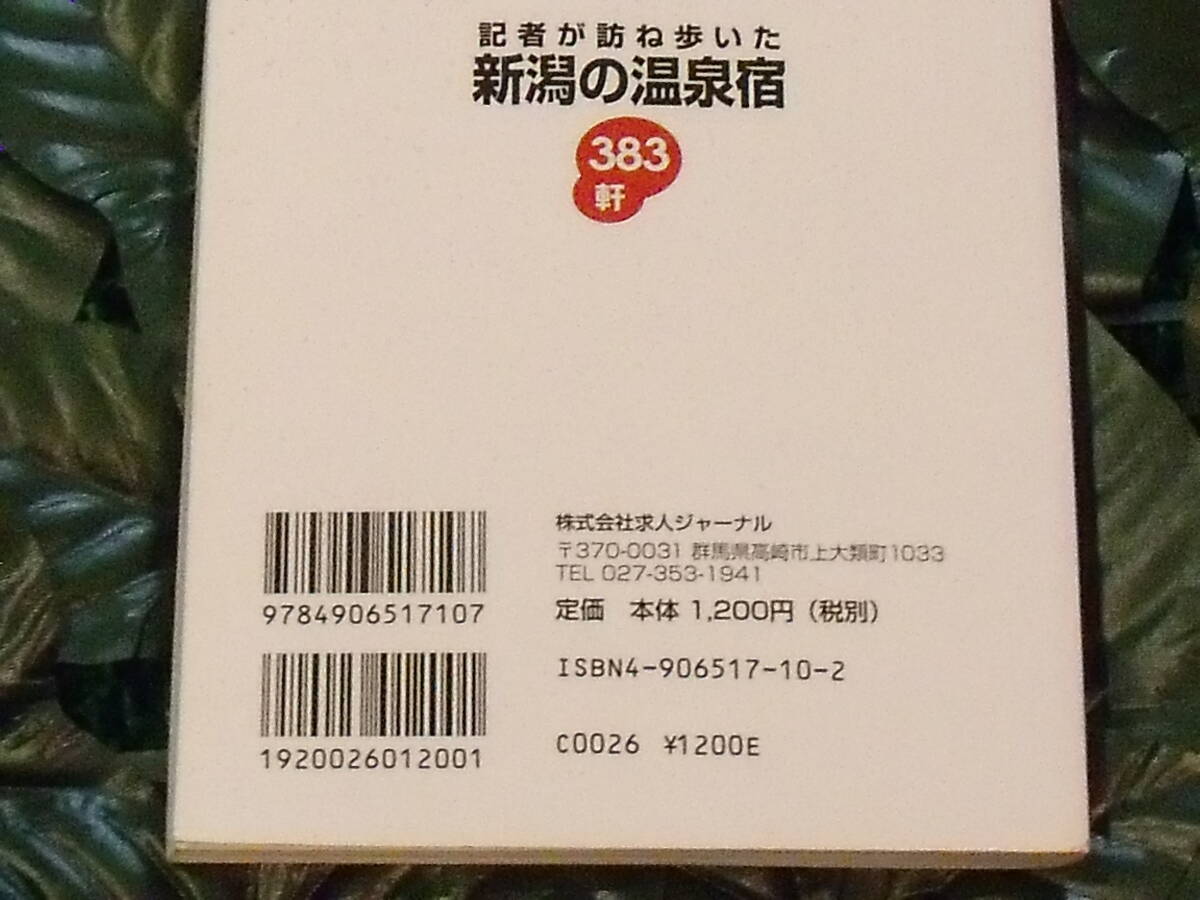 記者が訪ね歩いた
新潟の温泉宿
383
軒
株式会社求人ジャーナル
〒370-0031 群馬県高崎市上大類町1033
TEL 027-353-1941
定価 本体 1,200円（税別）
9784906517107
ISBN4-906517-10-2
C0026 ¥1200E
1920026012001